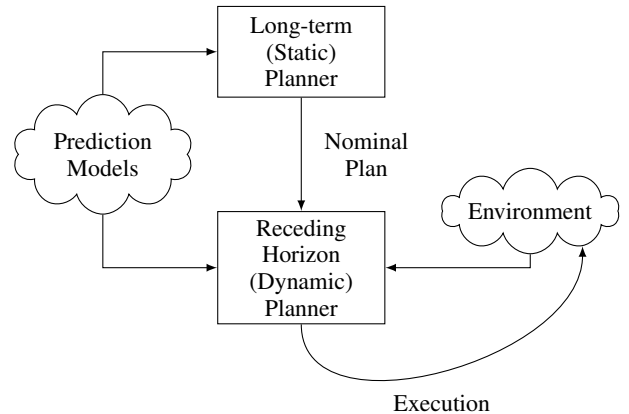 Long-term
(Static)
Planner
Prediction
Models
Nominal
Plan
Receding
Horizon
(Dynamic)
Planner
Environment
Execution